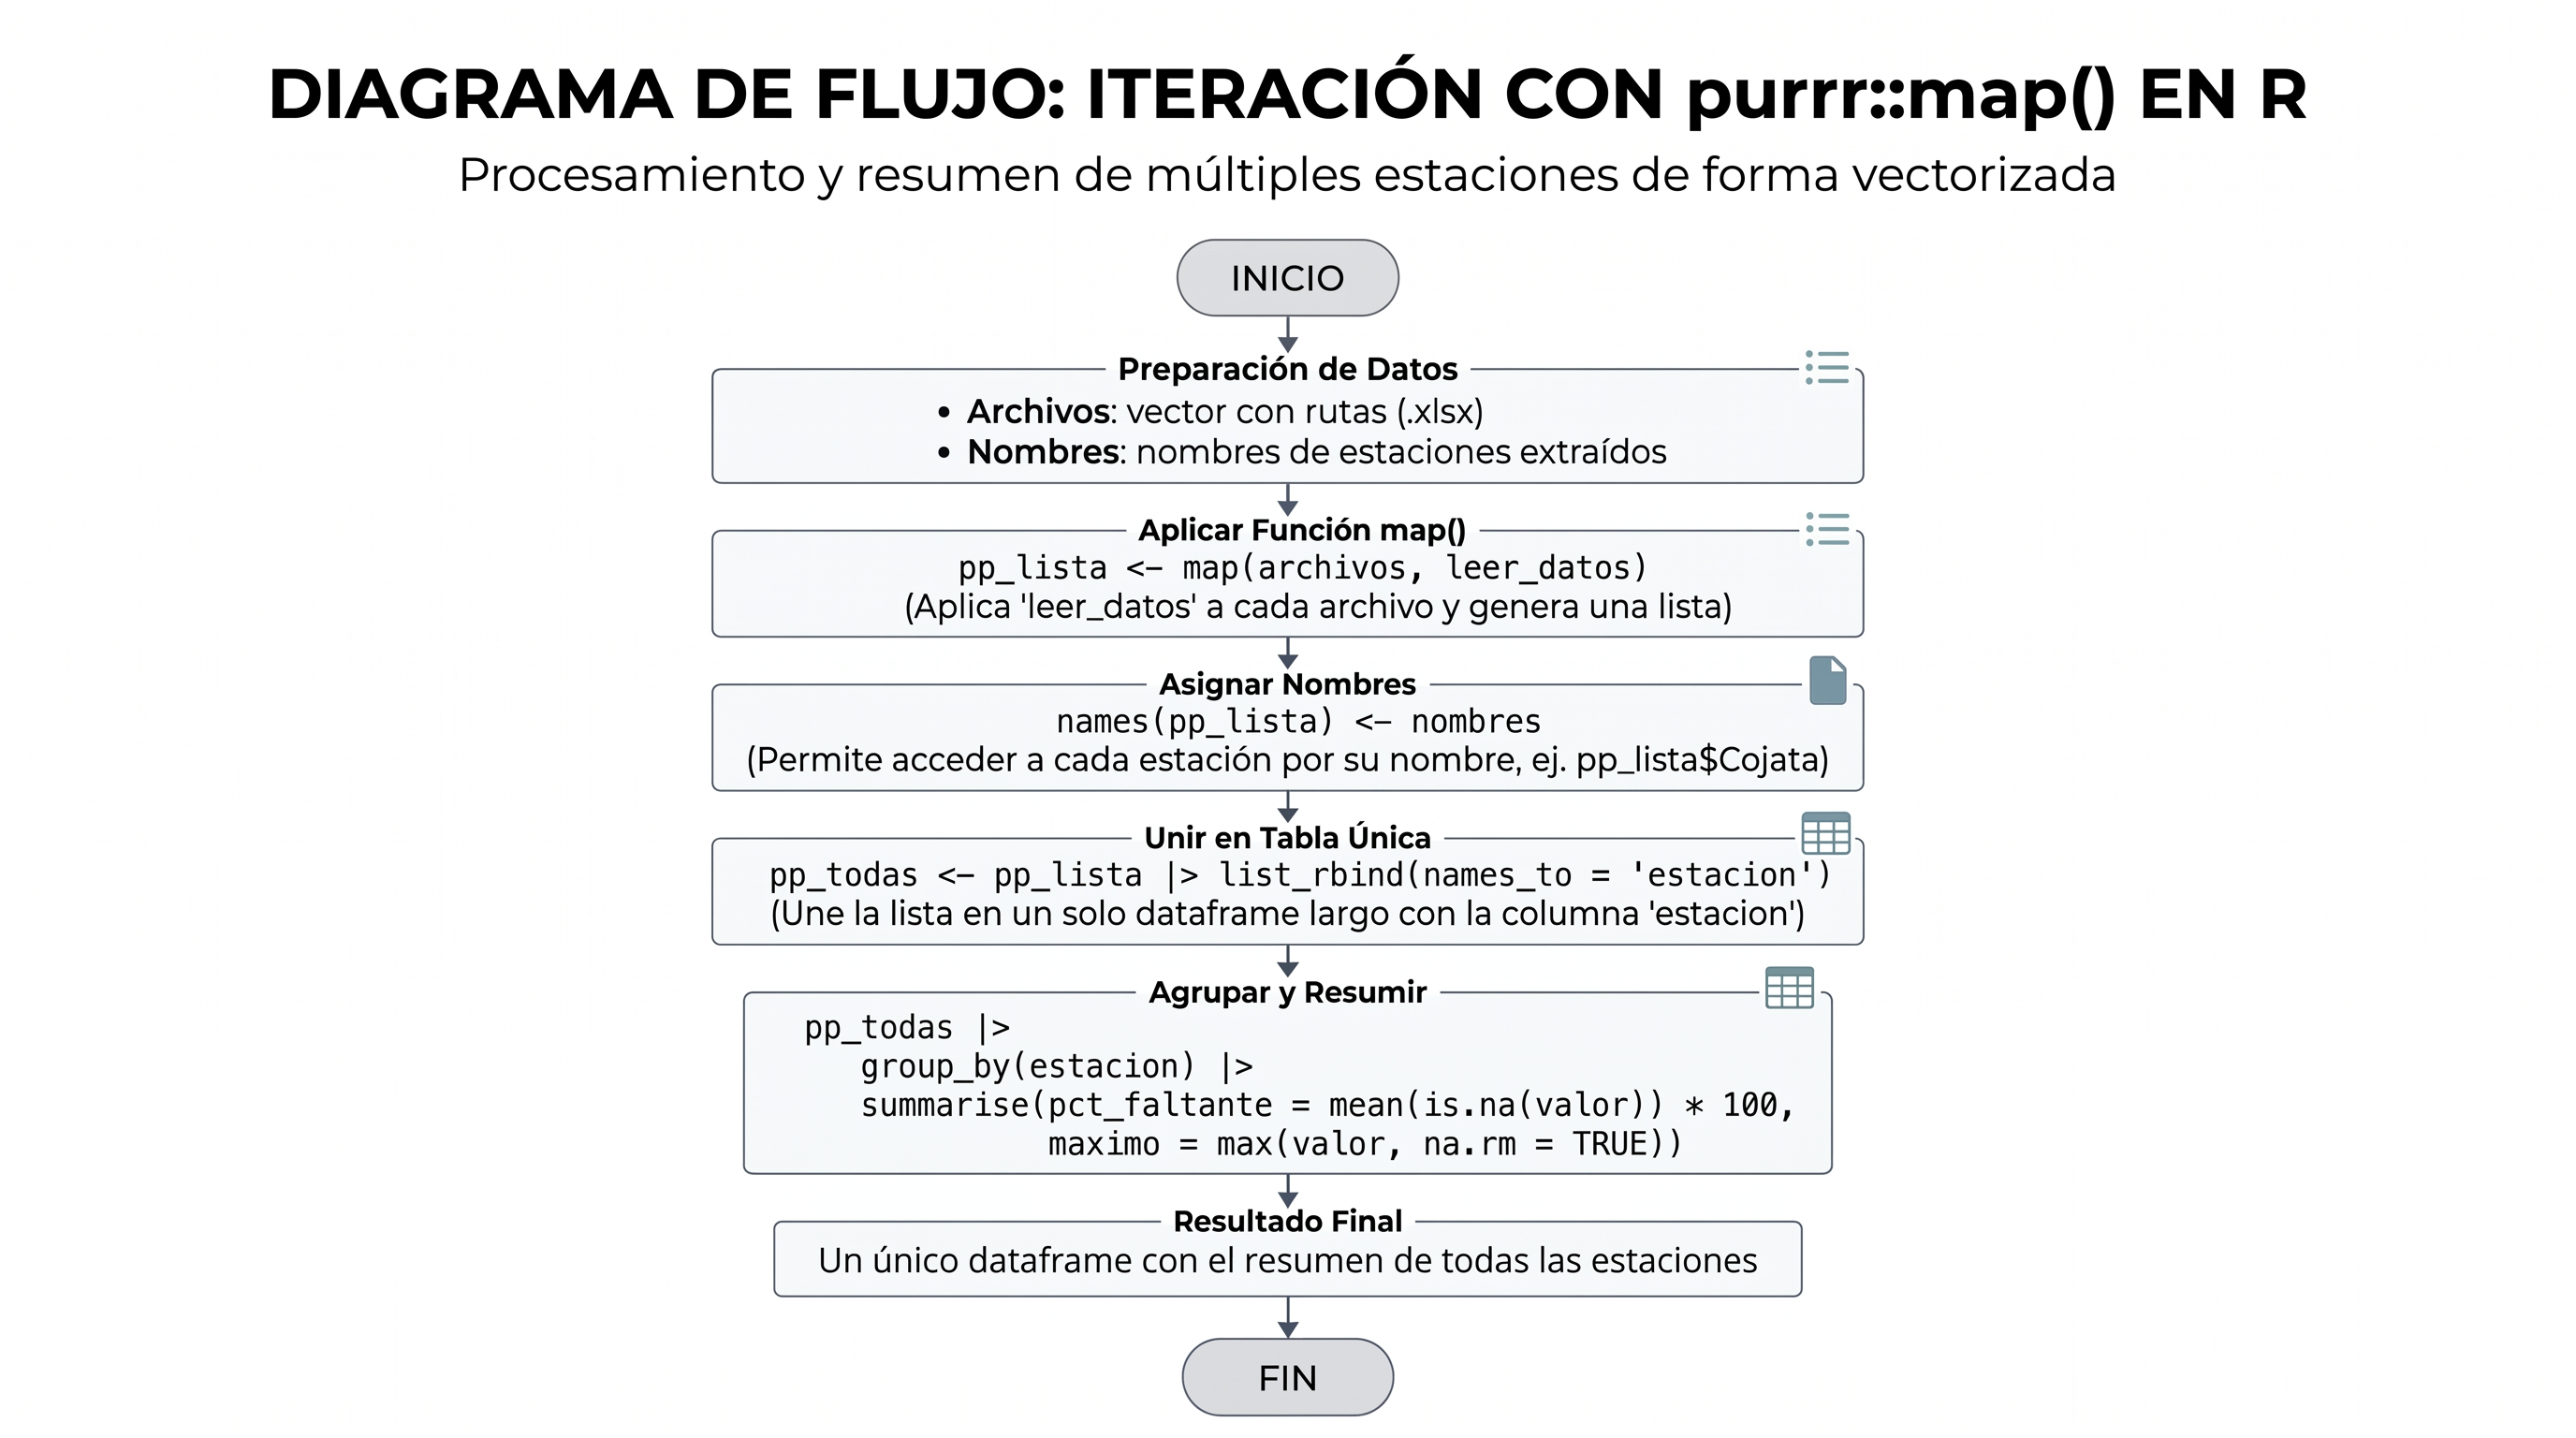 DIAGRAMA DE FLUJO: ITERACIÓN CON purrr::map() EN R
Procesamiento y resumen de múltiples estaciones de forma vectorizada
INICIO
Preparación de Datos
• Archivos: vector con rutas (.xlsx)
• Nombres: nombres de estaciones extraídos
Aplicar Función map()
pp_lista <− map(archivos, leer_datos)
(Aplica 'leer_datos' a cada archivo y genera una lista)
Asignar Nombres
names(pp_lista) <− nombres
(Permite acceder a cada estación por su nombre, ej. pp_lista$Cojata)
Unir en Tabla Única
pp_todas <− pp_lista |> list_rbind(names_to = 'estacion')
(Une la lista en un solo dataframe largo con la columna 'estacion')
Agrupar y Resumir
pp_todas |>
group_by(estacion) |>
summarise(pct_faltante = mean(is.na(valor)) * 100,
maximo = max(valor, na.rm = TRUE))
Resultado Final
Un único dataframe con el resumen de todas las estaciones
FIN